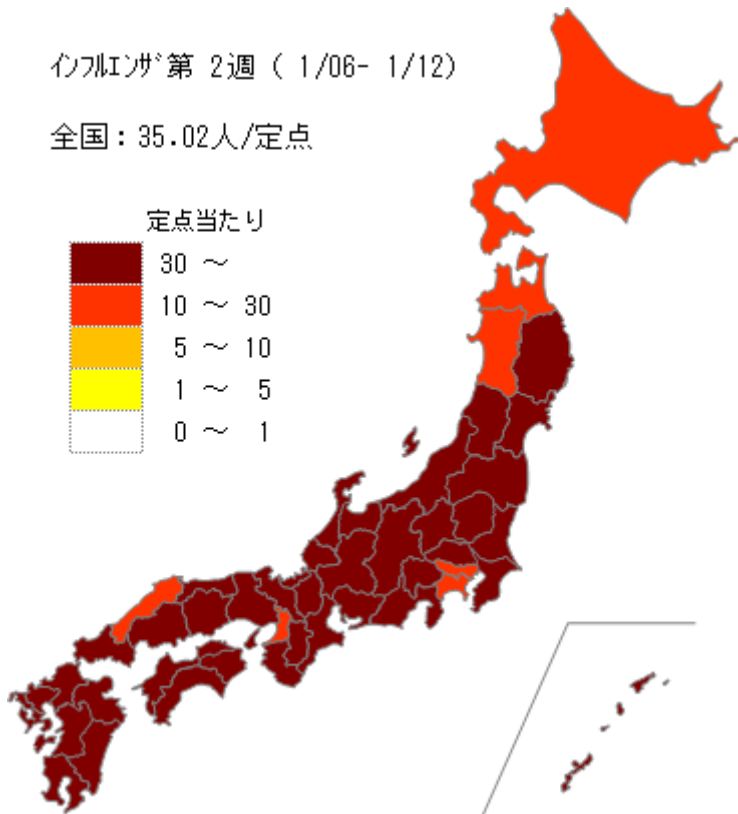 ｲﾝﾌﾙｴﾝｻﾞ第 2週 ( 1/06- 1/12)
全国：35.02人/定点
定点当たり
30 ～
10 ～ 30
5 ～ 10
1 ～ 5
0 ～ 1